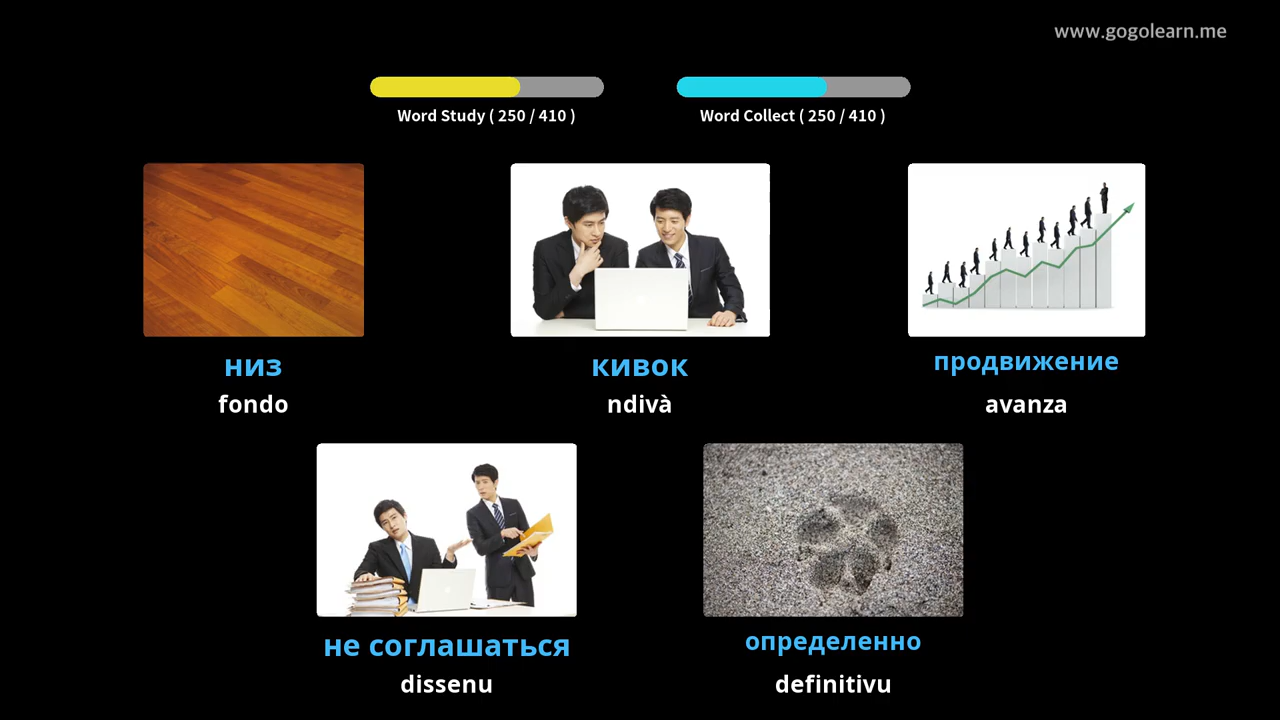 www.gogolearn.me
Word Study ( 250 / 410 )
Word Collect ( 250 / 410 )
низ
fondo
кивок
ndivà
продвижение
avanza
не соглашаться
dissenu
определенно
definitivu